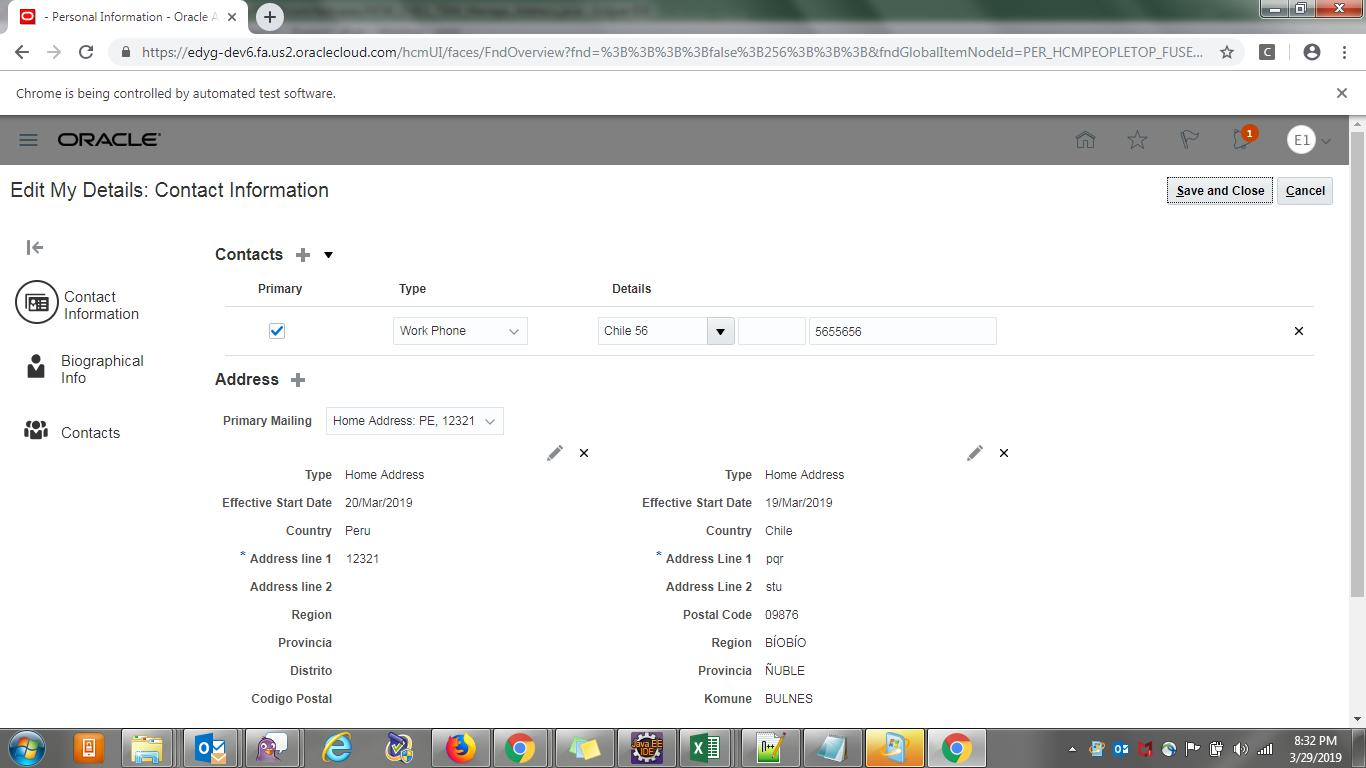 - Personal Information - Oracle A
https://edyg-dev6.fa.us2.oraclecloud.com/hcmUI/faces/FndOverview?fnd=%3B%3B%3B%3Bfalse%3B256%3B%3B%3B&fndGlobalItemNodeId=PER_HCMPEOPLETOP_FUSE...
C
Chrome is being controlled by automated test software.
ORACLE
1
E1
Edit My Details: Contact Information
Save and Close
Cancel
Contacts
Primary Type Details
Work Phone Chile 56 5655656
Contact Information
Biographical Info
Contacts
Address
Primary Mailing Home Address: PE, 12321
Type Home Address
Effective Start Date 20/Mar/2019
Country Peru
* Address line 1 12321
Address line 2
Region
Provincia
Distrito
Codigo Postal
Type Home Address
Effective Start Date 19/Mar/2019
Country Chile
* Address Line 1 pqr
Address Line 2 stu
Postal Code 09876
Region BÍOBÍO
Provincia ÑUBLE
Komune BULNES
Java EE
IDE
8:32 PM
3/29/2019